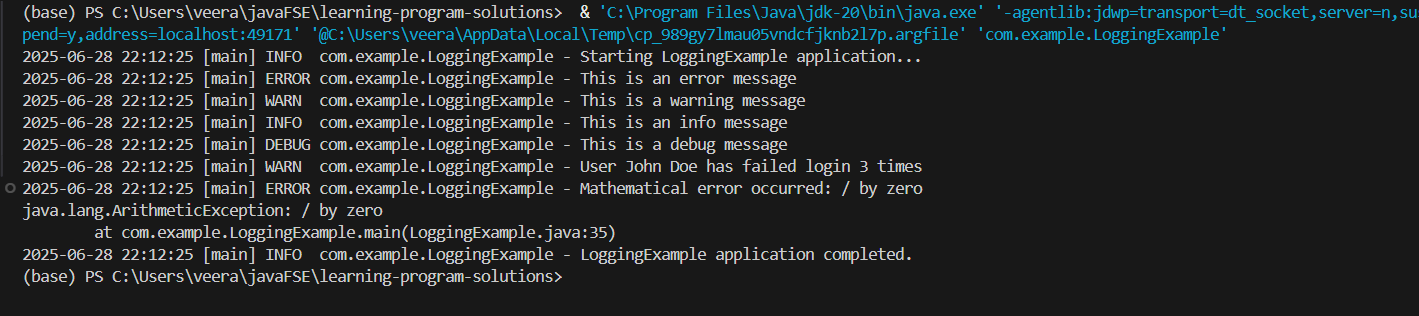 (base) PS C:\Users\veera\javaFSE\learning-program-solutions>  & 'C:\Program Files\Java\jdk-20\bin\java.exe' '-agentlib:jdwp=transport=dt_socket,server=n,sus
pend=y,address=localhost:49171' '@C:\Users\veera\AppData\Local\Temp\cp_989gy7lmau05vndcfjknb2l7p.argfile' 'com.example.LoggingExample'
2025-06-28 22:12:25 [main] INFO  com.example.LoggingExample - Starting LoggingExample application...
2025-06-28 22:12:25 [main] ERROR com.example.LoggingExample - This is an error message
2025-06-28 22:12:25 [main] WARN  com.example.LoggingExample - This is a warning message
2025-06-28 22:12:25 [main] INFO  com.example.LoggingExample - This is an info message
2025-06-28 22:12:25 [main] DEBUG com.example.LoggingExample - This is a debug message
2025-06-28 22:12:25 [main] WARN  com.example.LoggingExample - User John Doe has failed login 3 times
2025-06-28 22:12:25 [main] ERROR com.example.LoggingExample - Mathematical error occurred: / by zero
java.lang.ArithmeticException: / by zero
        at com.example.LoggingExample.main(LoggingExample.java:35)
2025-06-28 22:12:25 [main] INFO  com.example.LoggingExample - LoggingExample application completed.
(base) PS C:\Users\veera\javaFSE\learning-program-solutions>